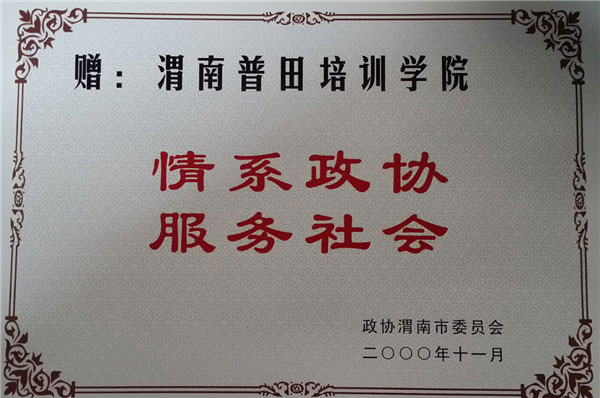 赠：渭南普田培训学院
情系政协
服务社会
政协渭南市委员会
二〇〇〇年十一月